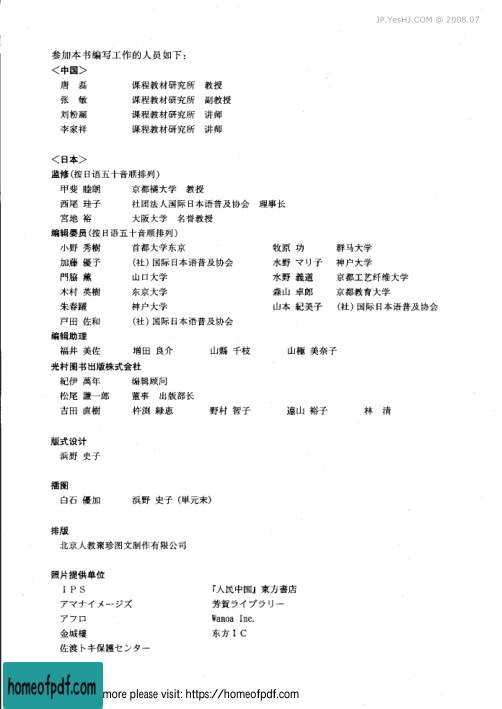 JP.YesHJ.COM @ 2008.07
参加本书编写工作的人员如下：
＜中国＞
唐　磊　课程教材研究所　教授
张　敏　课程教材研究所　副教授
刘粉丽　课程教材研究所　讲师
李家祥　课程教材研究所　讲师
＜日本＞
监修(按日语五十音顺排列)
甲斐 睦朗　京都橘大学　教授
西尾 珪子　社团法人国际日本语普及协会　理事长
宮地 裕　大阪大学　名誉教授
编辑委员(按日语五十音顺排列)
小野 秀樹　首都大学东京　牧原 功　群马大学
加藤 優子　(社)国际日本语普及协会　水野 マリ子　神户大学
門脇 薫　山口大学　水野 義道　京都工艺纤维大学
木村 英樹　东京大学　森山 卓郎　京都教育大学
朱春躍　神户大学　山本 紀美子　(社)国际日本语普及协会
戸田 佐和　(社)国际日本语普及协会
编辑助理
福井 美佐　増田 良介　山縣 千枝　山極 美奈子
光村图书出版株式会社
紀伊 萬年　编辑顾问
松尾 謙一郎　董事　出版部长
吉田 直樹　杵渕 緑恵　野村 智子　遠山 裕子　林　清
版式设计
浜野 史子
插图
白石 優加　浜野 史子 (単元末)
排版
北京人教聚珍图文制作有限公司
照片提供单位
ＩＰＳ　『人民中国』東方書店
アマナイメージズ　芳賀ライブラリー
アフロ　Wamoa Inc.
金城樓　东方ＩＣ
佐渡トキ保護センター
homeofpdf.com
more please visit: https://homeofpdf.com